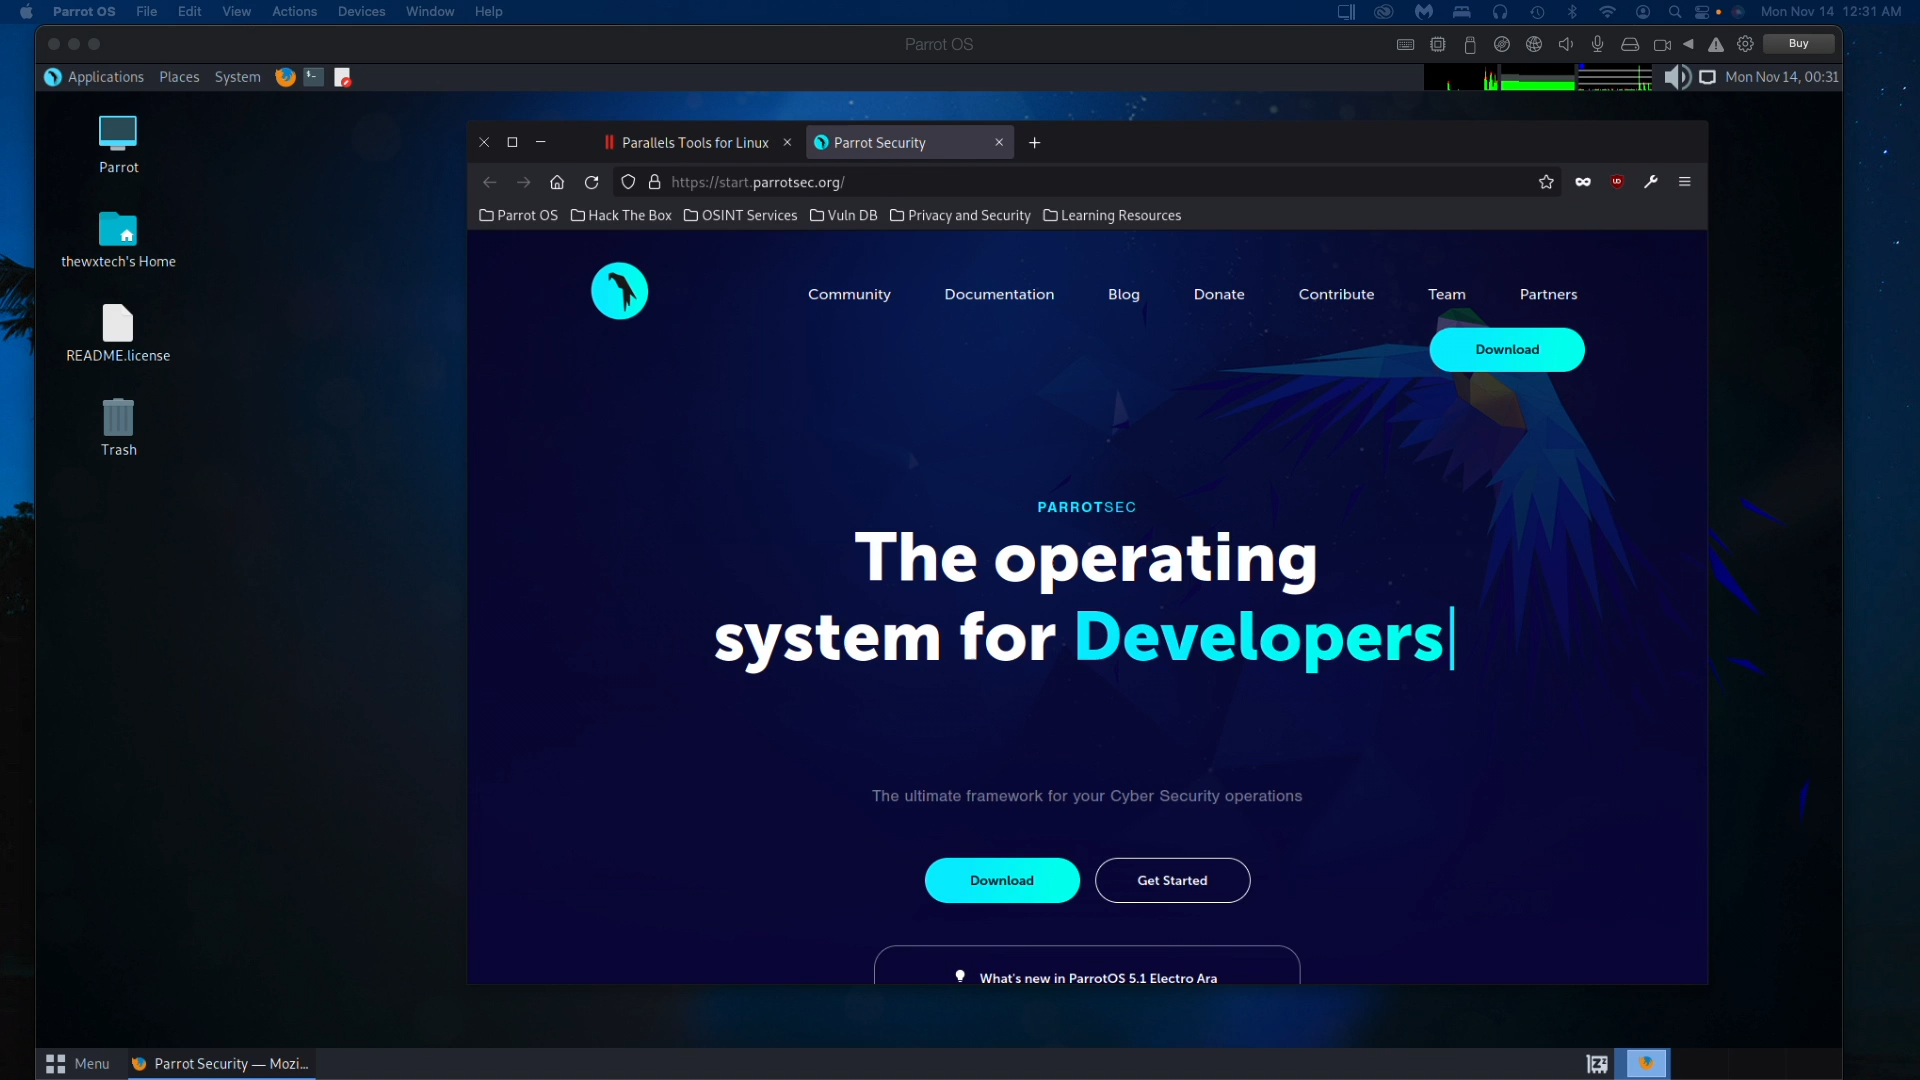 Parrot OS File Edit View Actions Devices Window Help Mon Nov 14 12:31 AM
Parrot OS Buy
Applications Places System Mon Nov 14, 00:31
Parrot
thewxtech's Home
README.license
Trash
Parallels Tools for Linux Parrot Security
https://start.parrotsec.org/
Parrot OS Hack The Box OSINT Services Vuln DB Privacy and Security Learning Resources
Community Documentation Blog Donate Contribute Team Partners
Download
PARROTSEC
The operating
system for Developers
The ultimate framework for your Cyber Security operations
Download Get Started
What's new in ParrotOS 5.1 Electro Ara
Menu Parrot Security — Mozi...